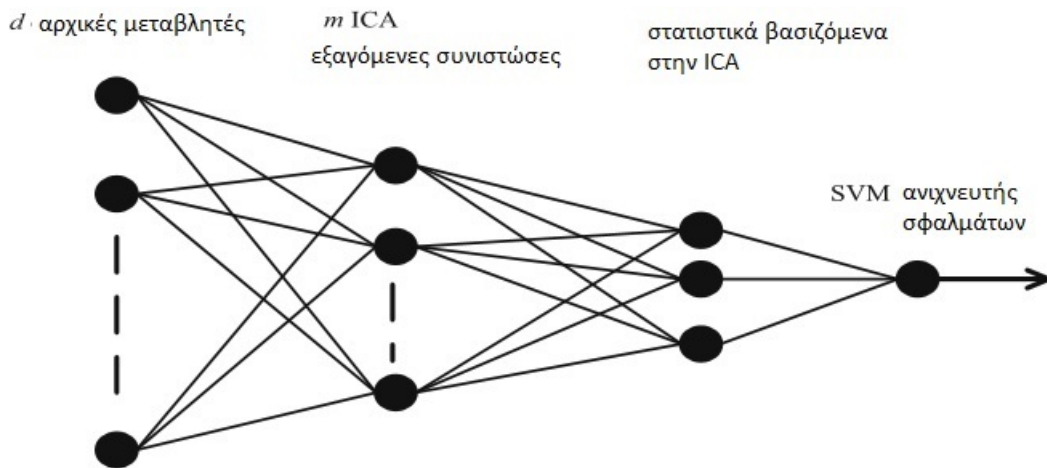 d αρχικές μεταβλητές
m ICA
εξαγόμενες συνιστώσες
στατιστικά βασιζόμενα
στην ICA
SVM ανιχνευτής
σφαλμάτων